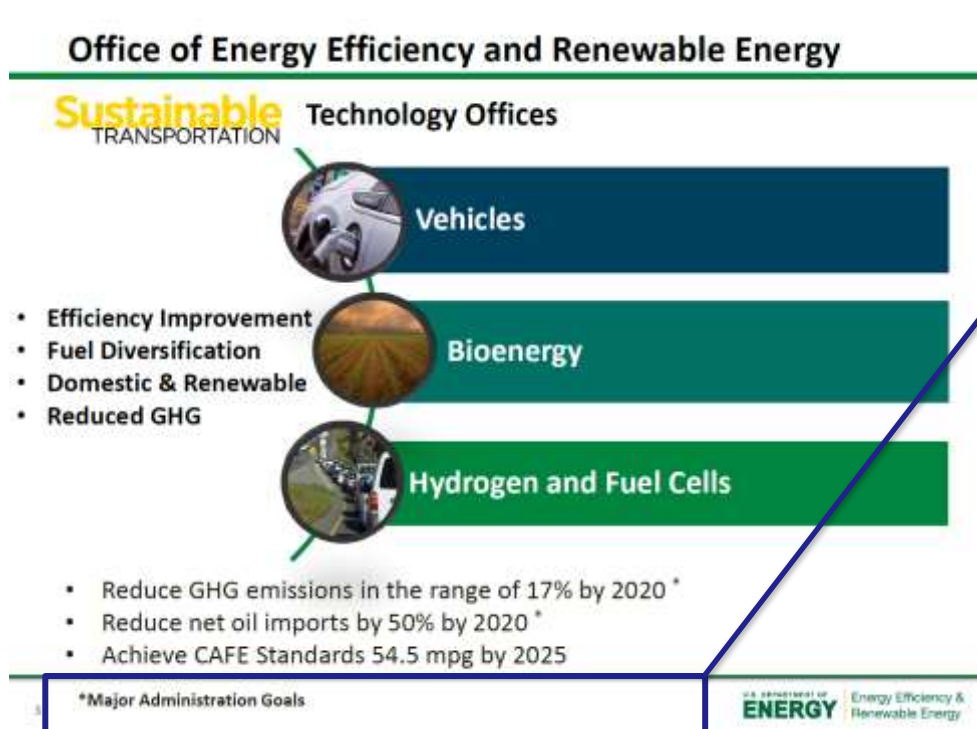 Office of Energy Efficiency and Renewable Energy
Sustainable
TRANSPORTATION
Technology Offices
Vehicles
• Efficiency Improvement
• Fuel Diversification
• Domestic & Renewable
• Reduced GHG
Bioenergy
Hydrogen and Fuel Cells
• Reduce GHG emissions in the range of 17% by 2020 *
• Reduce net oil imports by 50% by 2020 *
• Achieve CAFE Standards 54.5 mpg by 2025
*Major Administration Goals
U.S. DEPARTMENT OF
ENERGY
Energy Efficiency &
Renewable Energy